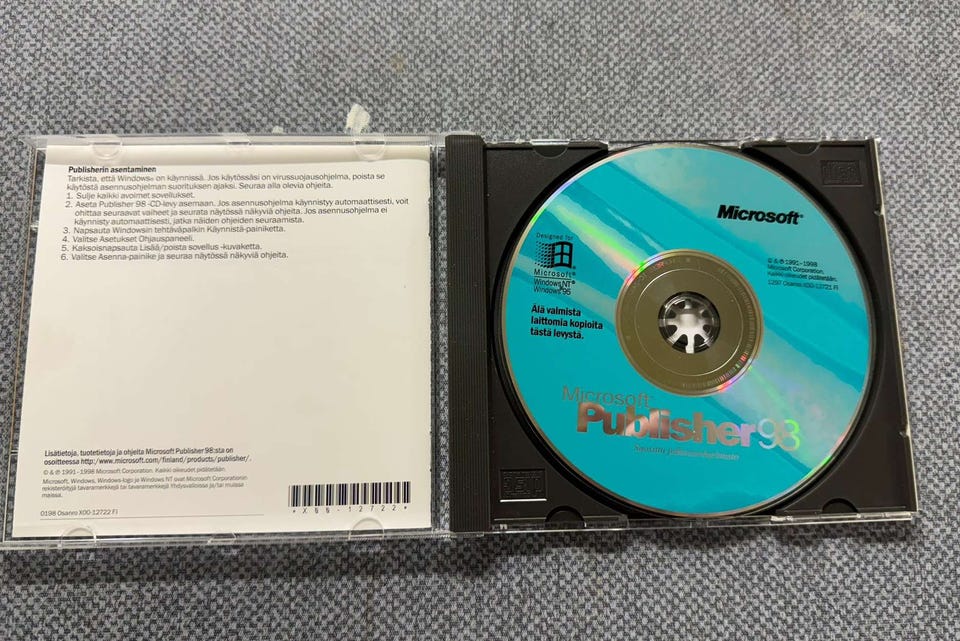 Publisherin asentaminen
Tarkista, että Windows® on käynnissä. Jos käytössäsi on virussuojausohjelma, poista se
käytöstä asennusohjelman suorituksen ajaksi. Seuraa alla olevia ohjeita.
1. Sulje kaikki avoimet sovellukset.
2. Aseta Publisher 98 -CD-levy asemaan. Jos asennusohjelma käynnistyy automaattisesti, voit
ohittaa seuraavat vaiheet ja seurata näytössä näkyviä ohjeita. Jos asennusohjelma ei
käynnisty automaattisesti, jatka näiden ohjeiden seuraamista.
3. Napsauta Windowsin tehtäväpalkin Käynnistä-painiketta.
4. Valitse Asetukset Ohjauspaneeli.
5. Kaksoisnapsauta Lisää/poista sovellus -kuvaketta.
6. Valitse Asenna-painike ja seuraa näytössä näkyviä ohjeita.
Lisätietoja, tuotetietoja ja ohjeita Microsoft Publisher 98:sta on
osoitteessa http://www.microsoft.com/finland/products/publisher/.
© & ℗ 1991–1998 Microsoft Corporation. Kaikki oikeudet pidätetään.
Microsoft, Windows, Windows-logo ja Windows NT ovat Microsoft Corporationin
rekisteröityjä tavaramerkkejä tai tavaramerkkejä Yhdysvalloissa ja/tai muissa
maissa.
0198 Osanro X00-12722 FI
*X00-12722*
Microsoft®
Designed for
Microsoft®
Windows NT®
Windows 95
© & ℗ 1991–1998
Microsoft Corporation.
Kaikki oikeudet pidätetään.
1297 Osanro X00-12721 FI
Älä valmista
laittomia kopioita
tästä levystä.
Microsoft®
Publisher 98